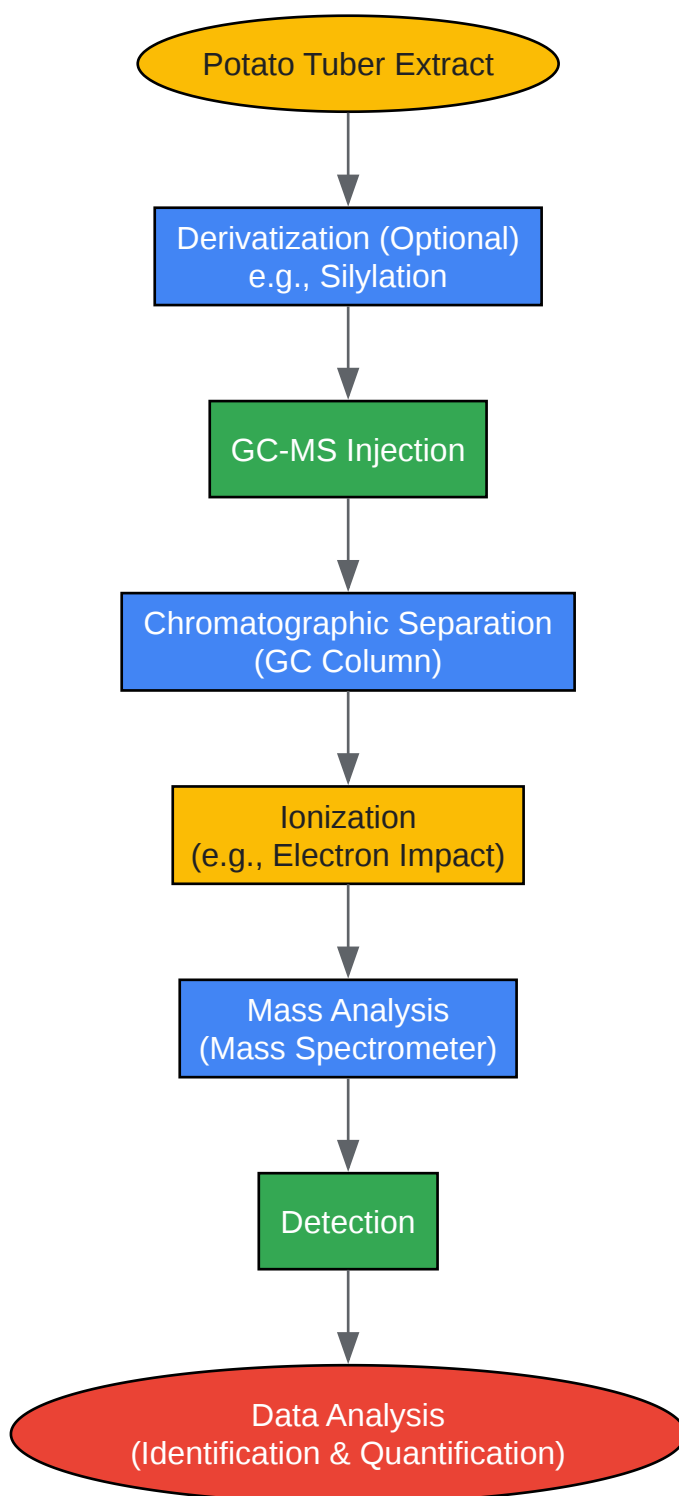 Potato Tuber Extract
Derivatization (Optional)
e.g., Silylation
GC-MS Injection
Chromatographic Separation
(GC Column)
Ionization
(e.g., Electron Impact)
Mass Analysis
(Mass Spectrometer)
Detection
Data Analysis
(Identification & Quantification)